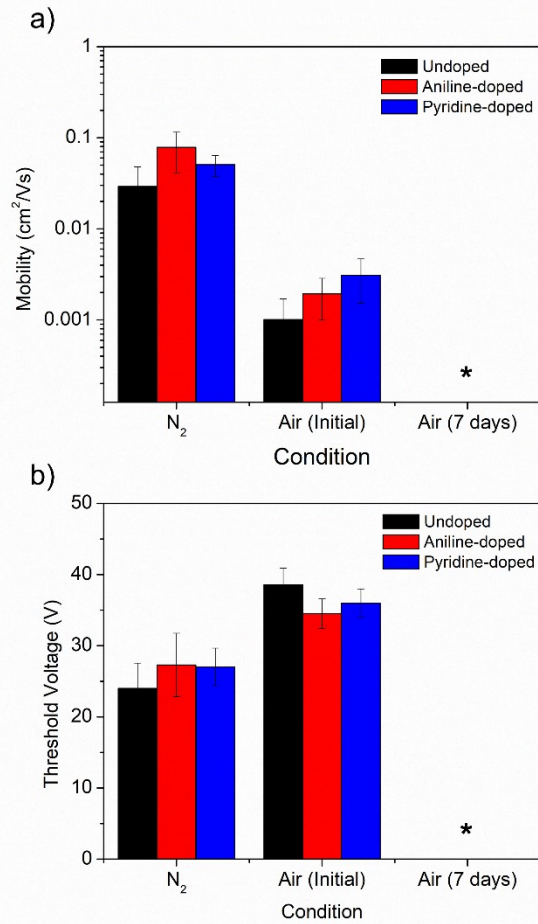 a)
1
0.1
0.01
0.001
Mobility (cm²/Vs)
Undoped
Aniline-doped
Pyridine-doped
*
N₂
Air (Initial)
Air (7 days)
Condition
b)
50
40
30
20
10
0
Threshold Voltage (V)
Undoped
Aniline-doped
Pyridine-doped
*
N₂
Air (Initial)
Air (7 days)
Condition